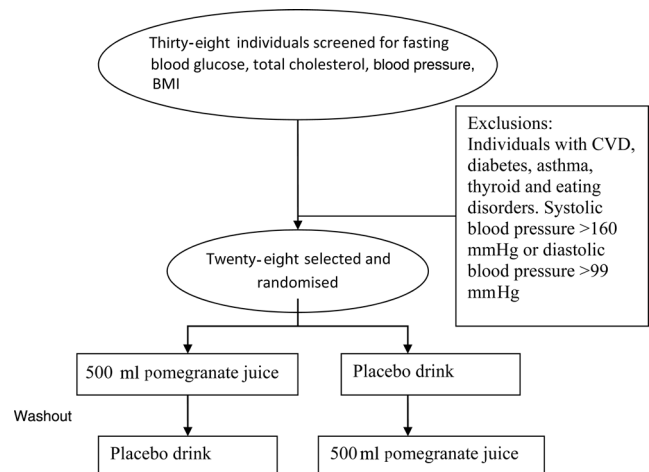 Thirty-eight individuals screened for fasting
blood glucose, total cholesterol, blood pressure,
BMI
Exclusions:
Individuals with CVD,
diabetes, asthma,
thyroid and eating
disorders. Systolic
blood pressure >160
mmHg or diastolic
blood pressure >99
mmHg
Twenty-eight selected and
randomised
500 ml pomegranate juice
Placebo drink
Washout
Placebo drink
500 ml pomegranate juice